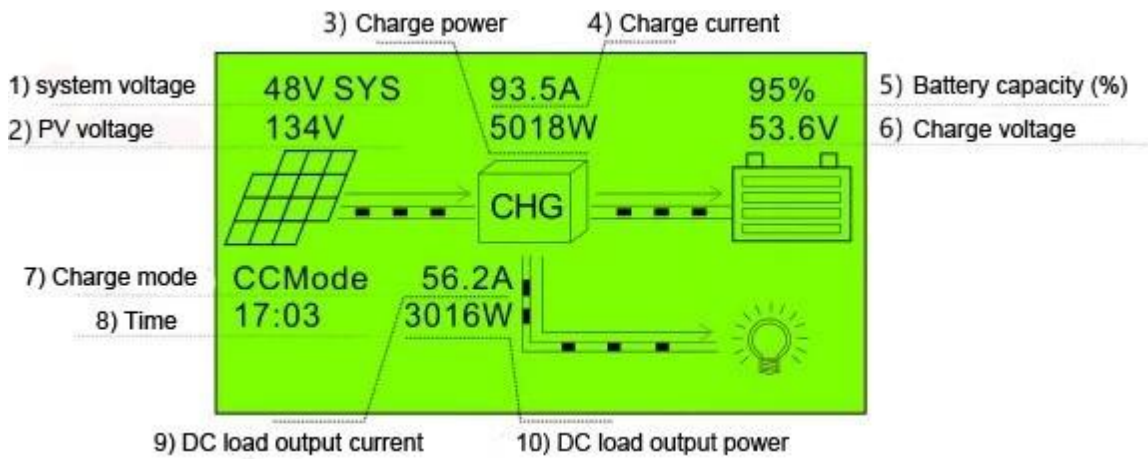 3) Charge power
4) Charge current
1) system voltage
48V SYS
93.5A
95%
5) Battery capacity (%)
2) PV voltage
134V
5018W
53.6V
6) Charge voltage
CHG
7) Charge mode
CCMode
56.2A
8) Time
17:03
3016W
9) DC load output current
10) DC load output power